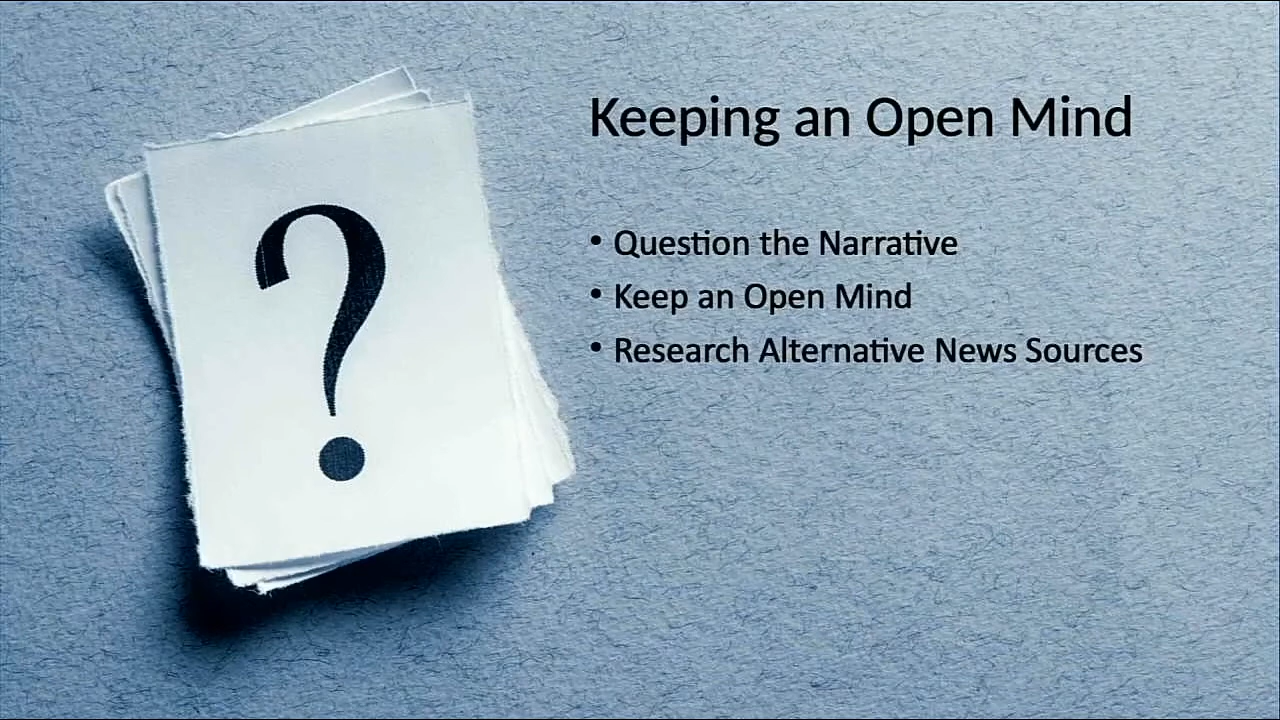 ?
Keeping an Open Mind
• Question the Narrative
• Keep an Open Mind
• Research Alternative News Sources